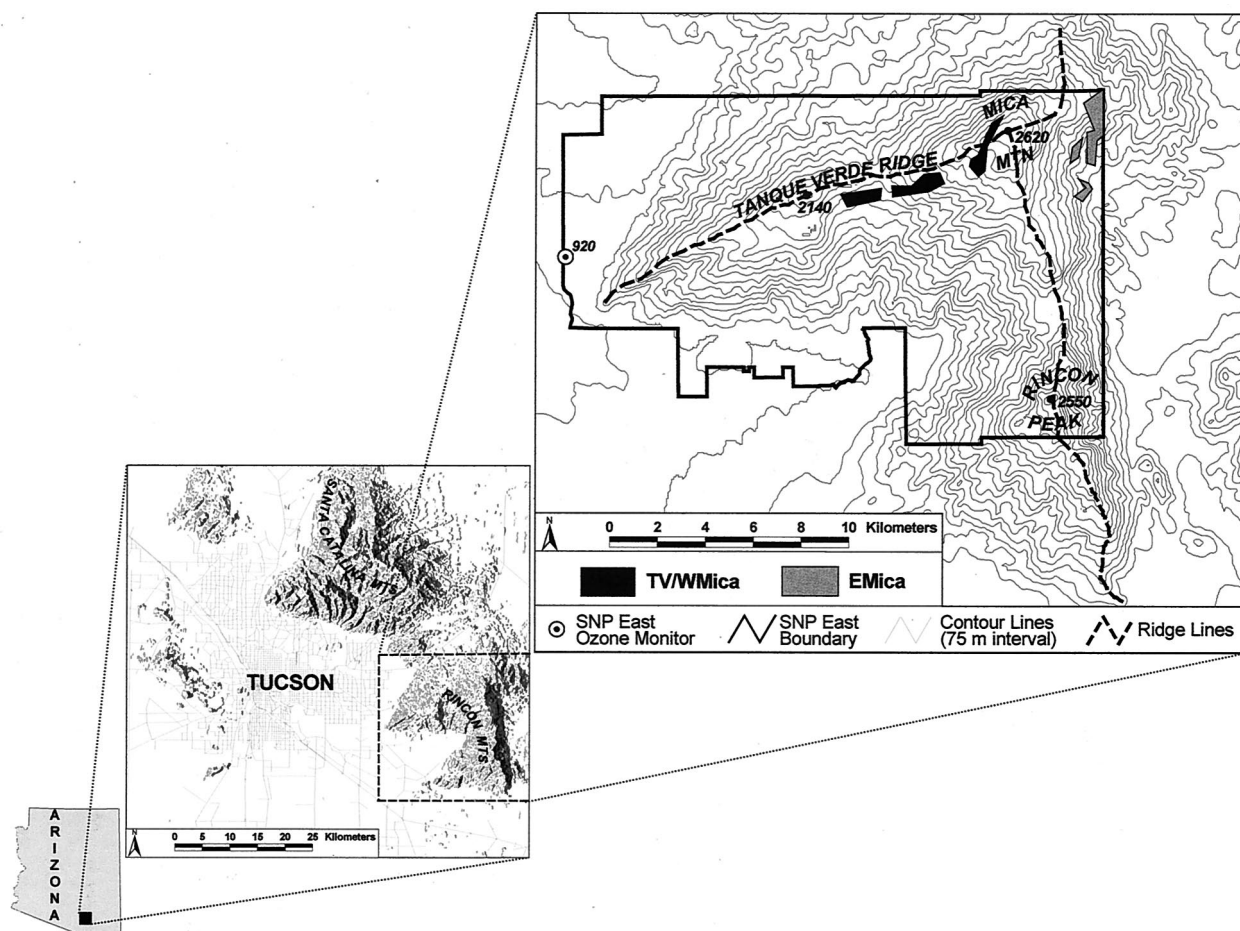 MICA
2620
MTN
TANQUE VERDE RIDGE
2140
920
RINCON
2550
PEAK
N
0 2 4 6 8 10 Kilometers
TV/WMica
EMica
SNP East
Ozone Monitor
SNP East
Boundary
Contour Lines
(75 m interval)
Ridge Lines
SANTA CATALINA MTS
TUCSON
RINCON MTS
N
0 5 10 15 20 25 Kilometers
ARIZONA